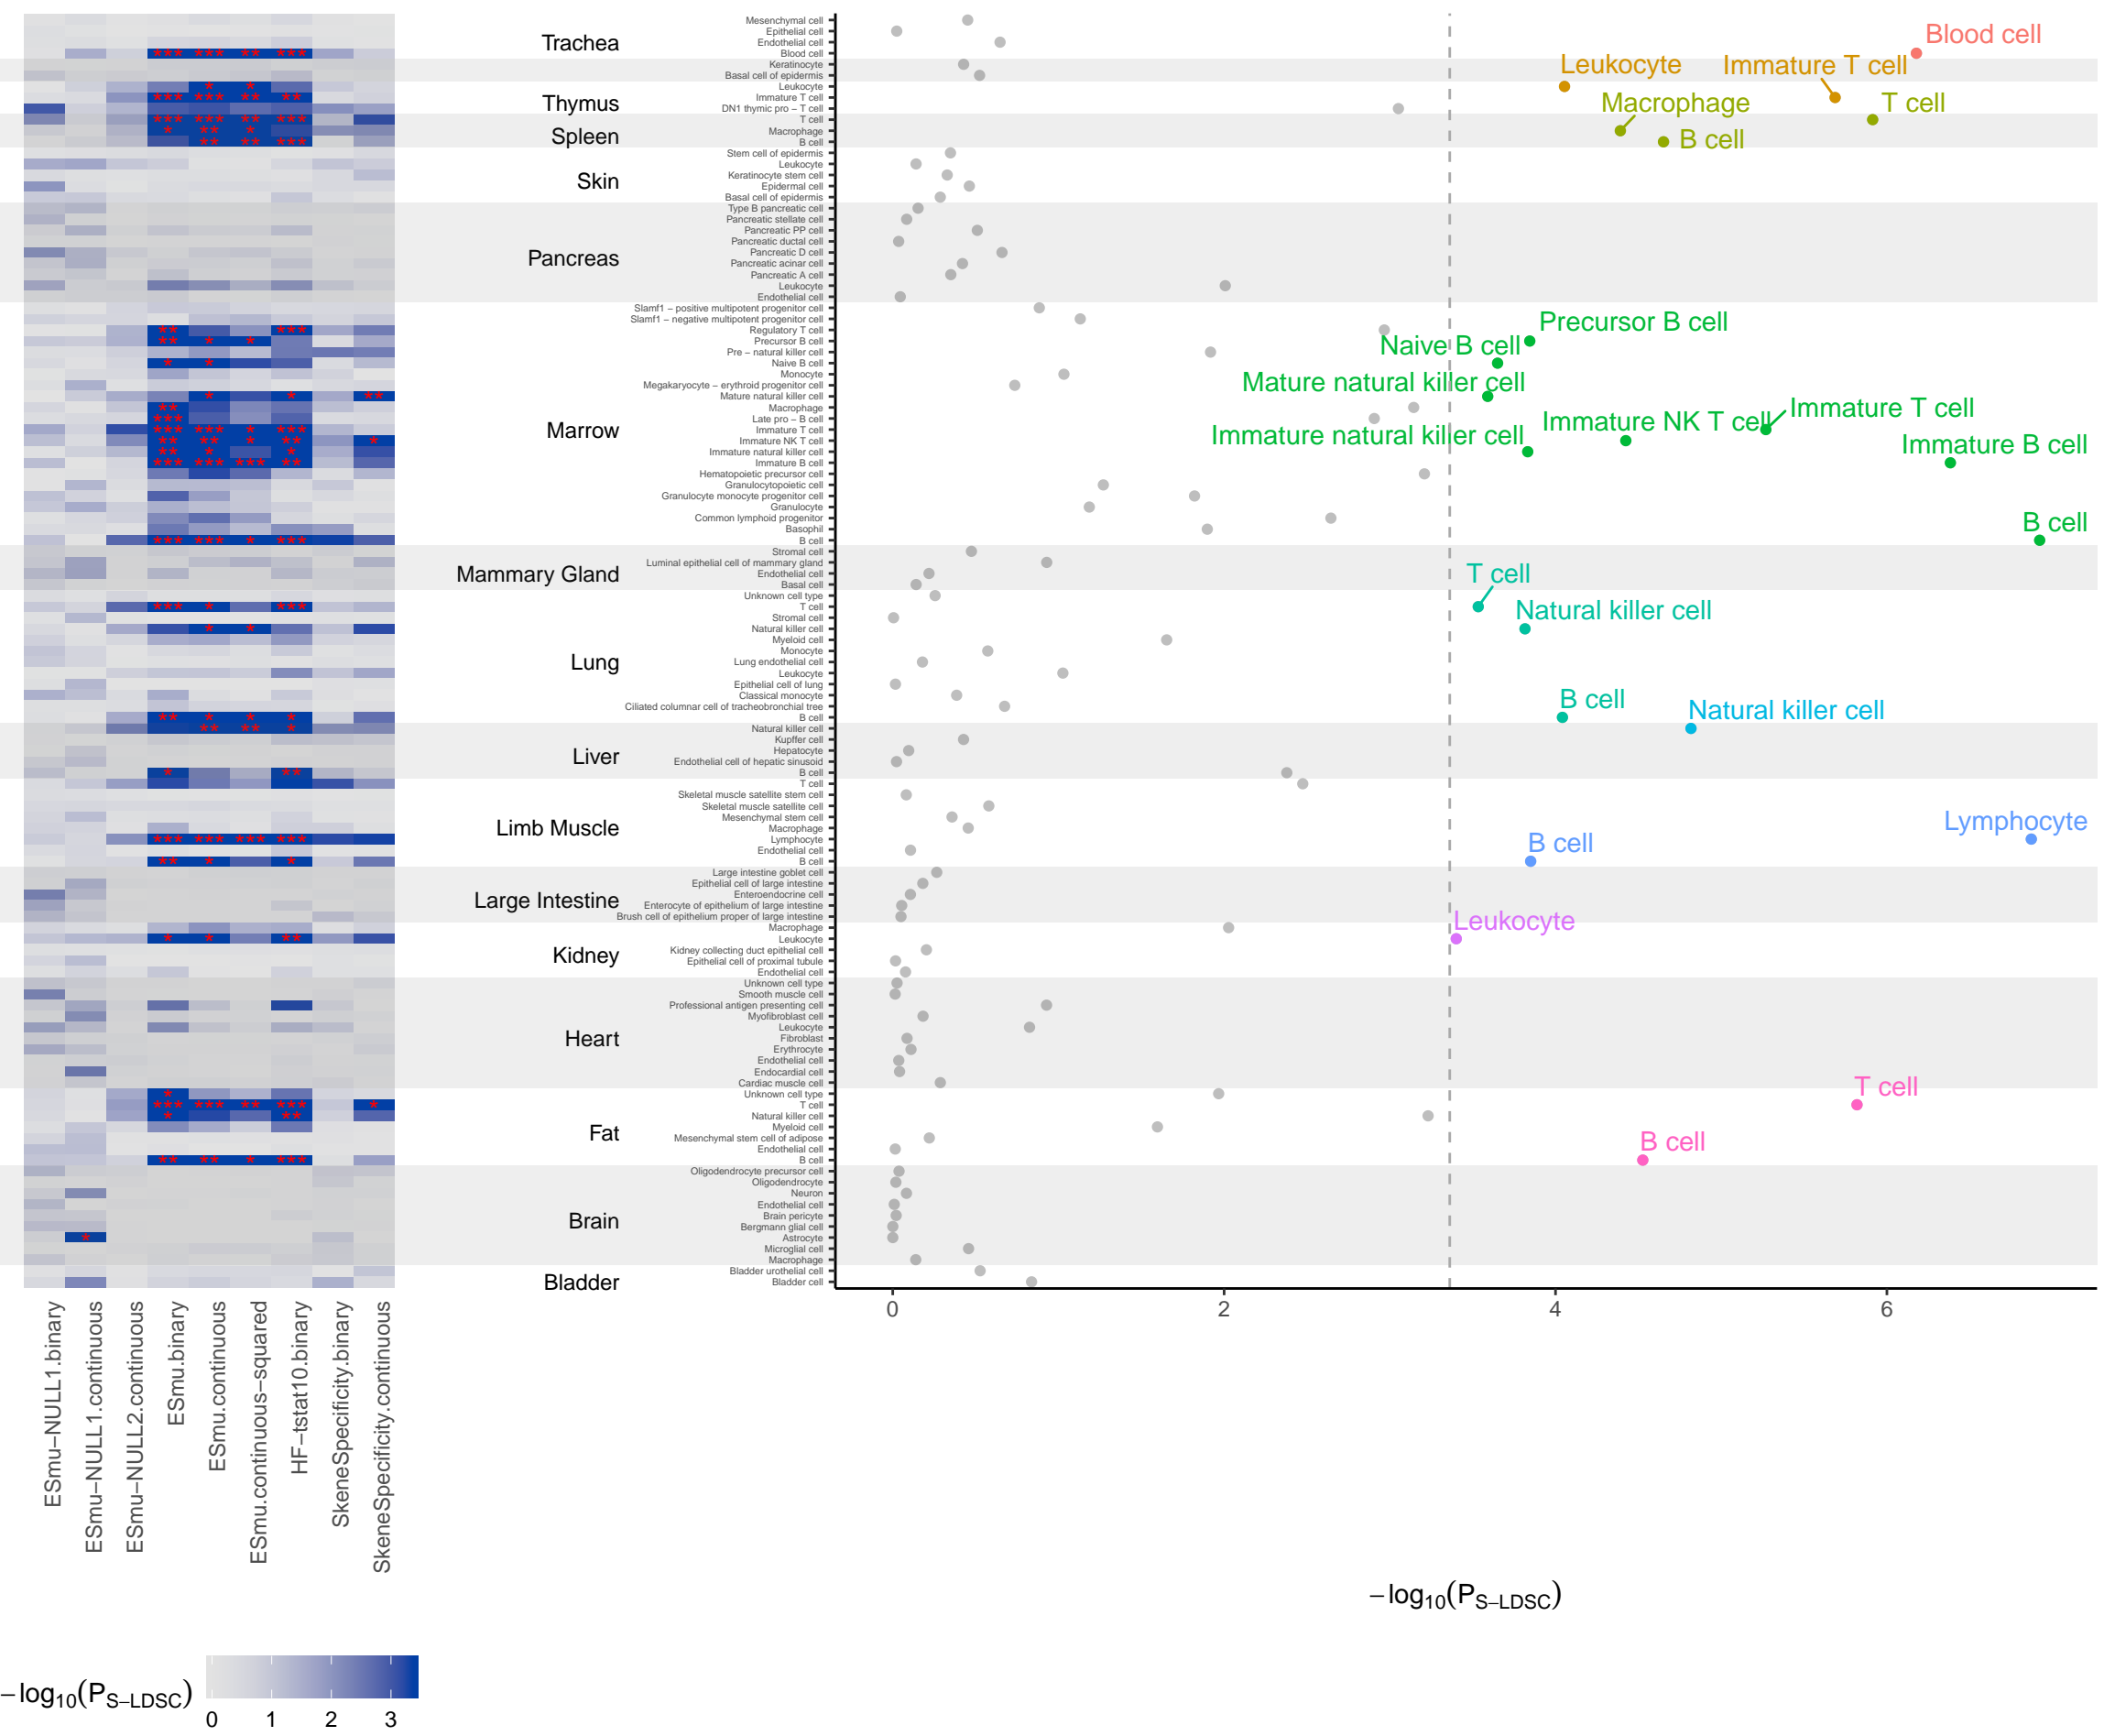 Trachea
Mesenchymal cell
Epithelial cell
Endothelial cell
Blood cell
Blood cell
Keratinocyte
Basal cell of epidermis
Thymus
Leukocyte
Immature T cell
DN1 thymic pro – T cell
Leukocyte
Immature T cell
Spleen
T cell
Macrophage
B cell
Macrophage
T cell
B cell
Skin
Stem cell of epidermis
Leukocyte
Keratinocyte stem cell
Epidermal cell
Basal cell of epidermis
Pancreas
Type B pancreatic cell
Pancreatic stellate cell
Pancreatic PP cell
Pancreatic ductal cell
Pancreatic D cell
Pancreatic acinar cell
Pancreatic A cell
Leukocyte
Endothelial cell
Marrow
Slamf1 – positive multipotent progenitor cell
Slamf1 – negative multipotent progenitor cell
Regulatory T cell
Precursor B cell
Pre – natural killer cell
Naive B cell
Monocyte
Megakaryocyte – erythroid progenitor cell
Mature natural killer cell
Macrophage
Late pro – B cell
Immature T cell
Immature NK T cell
Immature natural killer cell
Immature B cell
Hematopoietic precursor cell
Granulocytopoietic cell
Granulocyte monocyte progenitor cell
Granulocyte
Common lymphoid progenitor
Basophil
B cell
Precursor B cell
Naive B cell
Mature natural killer cell
Immature T cell
Immature NK T cell
Immature natural killer cell
Immature B cell
B cell
Mammary Gland
Stromal cell
Luminal epithelial cell of mammary gland
Endothelial cell
Basal cell
Lung
Unknown cell type
T cell
Stromal cell
Natural killer cell
Myeloid cell
Monocyte
Lung endothelial cell
Leukocyte
Epithelial cell of lung
Classical monocyte
Ciliated columnar cell of tracheobronchial tree
B cell
T cell
Natural killer cell
B cell
Liver
Natural killer cell
Kupffer cell
Hepatocyte
Endothelial cell of hepatic sinusoid
B cell
Natural killer cell
Limb Muscle
T cell
Skeletal muscle satellite stem cell
Skeletal muscle satellite cell
Mesenchymal stem cell
Macrophage
Lymphocyte
Endothelial cell
B cell
Lymphocyte
B cell
Large Intestine
Large intestine goblet cell
Epithelial cell of large intestine
Enteroendocrine cell
Enterocyte of epithelium of large intestine
Brush cell of epithelium proper of large intestine
Kidney
Macrophage
Leukocyte
Kidney collecting duct epithelial cell
Epithelial cell of proximal tubule
Endothelial cell
Leukocyte
Heart
Unknown cell type
Smooth muscle cell
Professional antigen presenting cell
Myofibroblast cell
Leukocyte
Fibroblast
Erythrocyte
Endothelial cell
Endocardial cell
Cardiac muscle cell
Fat
Unknown cell type
T cell
Natural killer cell
Myeloid cell
Mesenchymal stem cell of adipose
Endothelial cell
B cell
T cell
B cell
Brain
Oligodendrocyte precursor cell
Oligodendrocyte
Neuron
Endothelial cell
Brain pericyte
Bergmann glial cell
Astrocyte
Microglial cell
Macrophage
Bladder
Bladder urothelial cell
Bladder cell
0 2 4 6
−log10(PS−LDSC)
ESmu−NULL1.binary
ESmu−NULL1.continuous
ESmu−NULL2.continuous
ESmu.binary
ESmu.continuous
ESmu.continuous−squared
HF−tstat10.binary
SkeneSpecificity.binary
SkeneSpecificity.continuous
−log10(PS−LDSC)
0 1 2 3